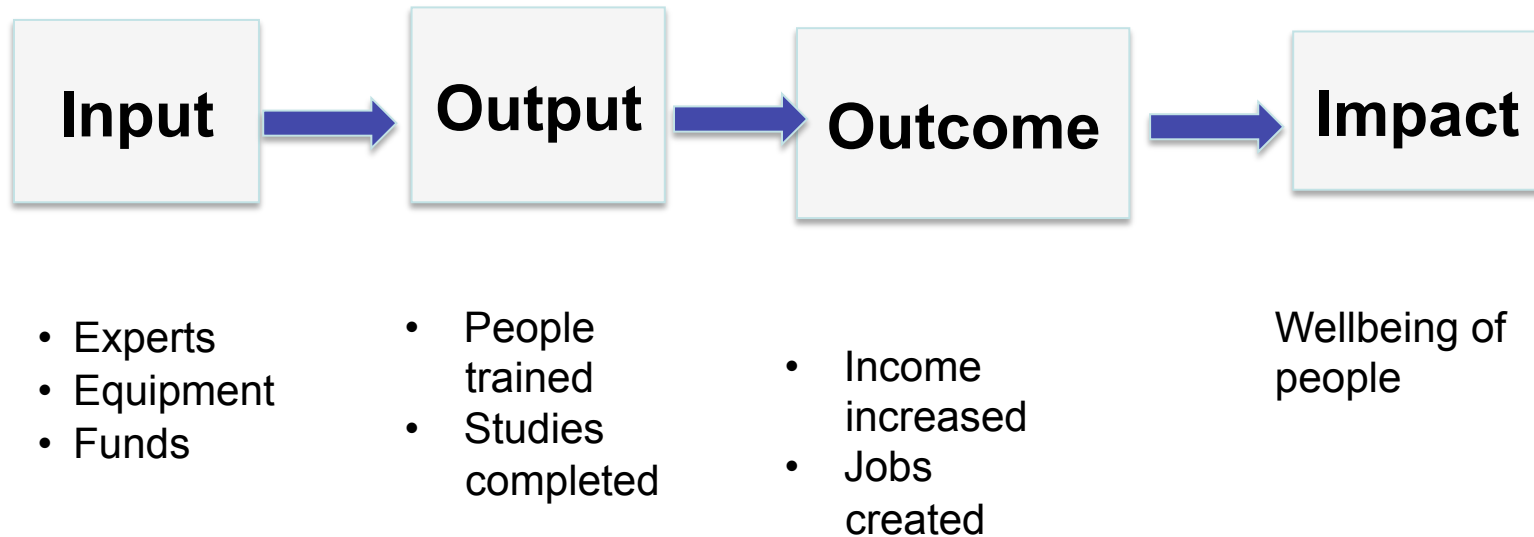 Input
Output
Outcome
Impact
• Experts
• Equipment
• Funds
• People
trained
• Studies
completed
• Income
increased
• Jobs
created
Wellbeing of
people